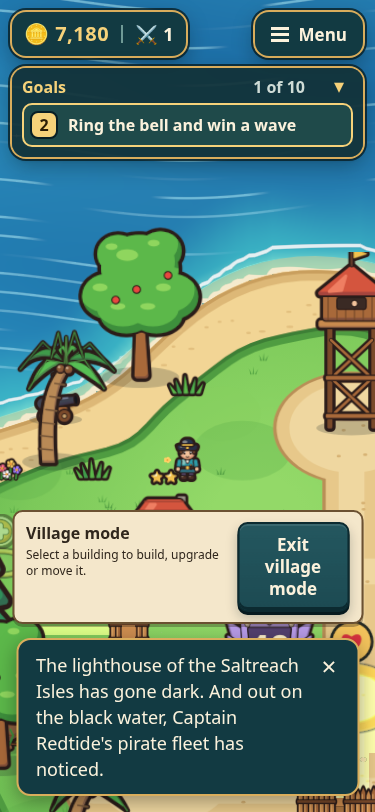 7,180
1
Menu
Goals
1 of 10
2
Ring the bell and win a wave
Village mode
Select a building to build, upgrade
or move it.
Exit
village
mode
The lighthouse of the Saltreach
Isles has gone dark. And out on
the black water, Captain
Redtide's pirate fleet has
noticed.